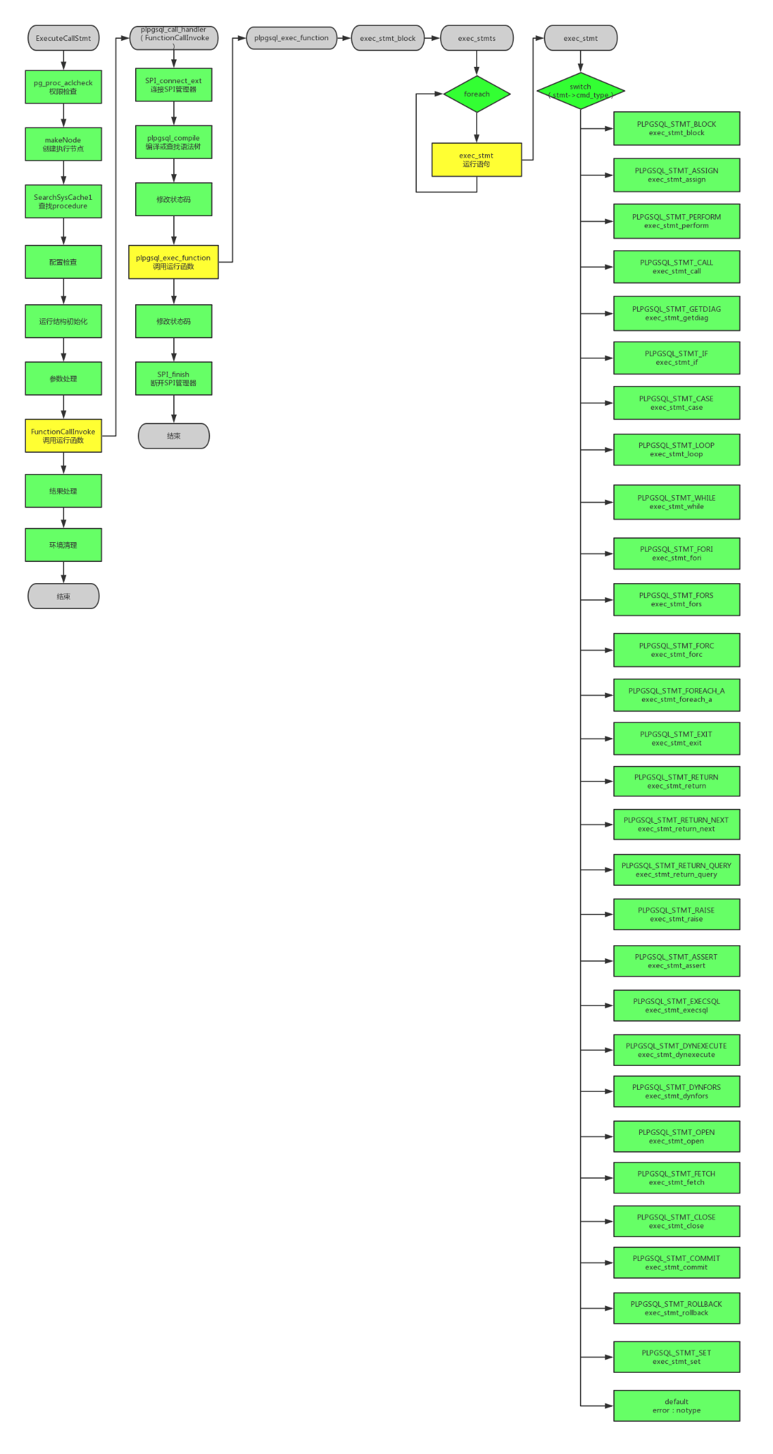 ExecuteCallStmt
pg_proc_aclcheck
权限检查
makeNode
创建执行节点
SearchSysCache1
查找procedure
配置检查
运行结构初始化
参数处理
FunctionCallInvoke
调用运行函数
结果处理
环境清理
结束
plpgsql_call_handler
( FunctionCallInvoke
)
SPI_connect_ext
连接SPI管理器
plpgsql_compile
编译或查找语法树
修改状态码
plpgsql_exec_function
调用运行函数
修改状态码
SPI_finish
断开SPI管理器
结束
plpgsql_exec_function
exec_stmt_block
exec_stmts
foreach
exec_stmt
运行语句
exec_stmt
switch
( stmt->cmd_type )
PLPGSQL_STMT_BLOCK
exec_stmt_block
PLPGSQL_STMT_ASSIGN
exec_stmt_assign
PLPGSQL_STMT_PERFORM
exec_stmt_perform
PLPGSQL_STMT_CALL
exec_stmt_call
PLPGSQL_STMT_GETDIAG
exec_stmt_getdiag
PLPGSQL_STMT_IF
exec_stmt_if
PLPGSQL_STMT_CASE
exec_stmt_case
PLPGSQL_STMT_LOOP
exec_stmt_loop
PLPGSQL_STMT_WHILE
exec_stmt_while
PLPGSQL_STMT_FORI
exec_stmt_fori
PLPGSQL_STMT_FORS
exec_stmt_fors
PLPGSQL_STMT_FORC
exec_stmt_forc
PLPGSQL_STMT_FOREACH_A
exec_stmt_foreach_a
PLPGSQL_STMT_EXIT
exec_stmt_exit
PLPGSQL_STMT_RETURN
exec_stmt_return
PLPGSQL_STMT_RETURN_NEXT
exec_stmt_return_next
PLPGSQL_STMT_RETURN_QUERY
exec_stmt_return_query
PLPGSQL_STMT_RAISE
exec_stmt_raise
PLPGSQL_STMT_ASSERT
exec_stmt_assert
PLPGSQL_STMT_EXECSQL
exec_stmt_execsql
PLPGSQL_STMT_DYNEXECUTE
exec_stmt_dynexecute
PLPGSQL_STMT_DYNFORS
exec_stmt_dynfors
PLPGSQL_STMT_OPEN
exec_stmt_open
PLPGSQL_STMT_FETCH
exec_stmt_fetch
PLPGSQL_STMT_CLOSE
exec_stmt_close
PLPGSQL_STMT_COMMIT
exec_stmt_commit
PLPGSQL_STMT_ROLLBACK
exec_stmt_rollback
PLPGSQL_STMT_SET
exec_stmt_set
default
error：notype